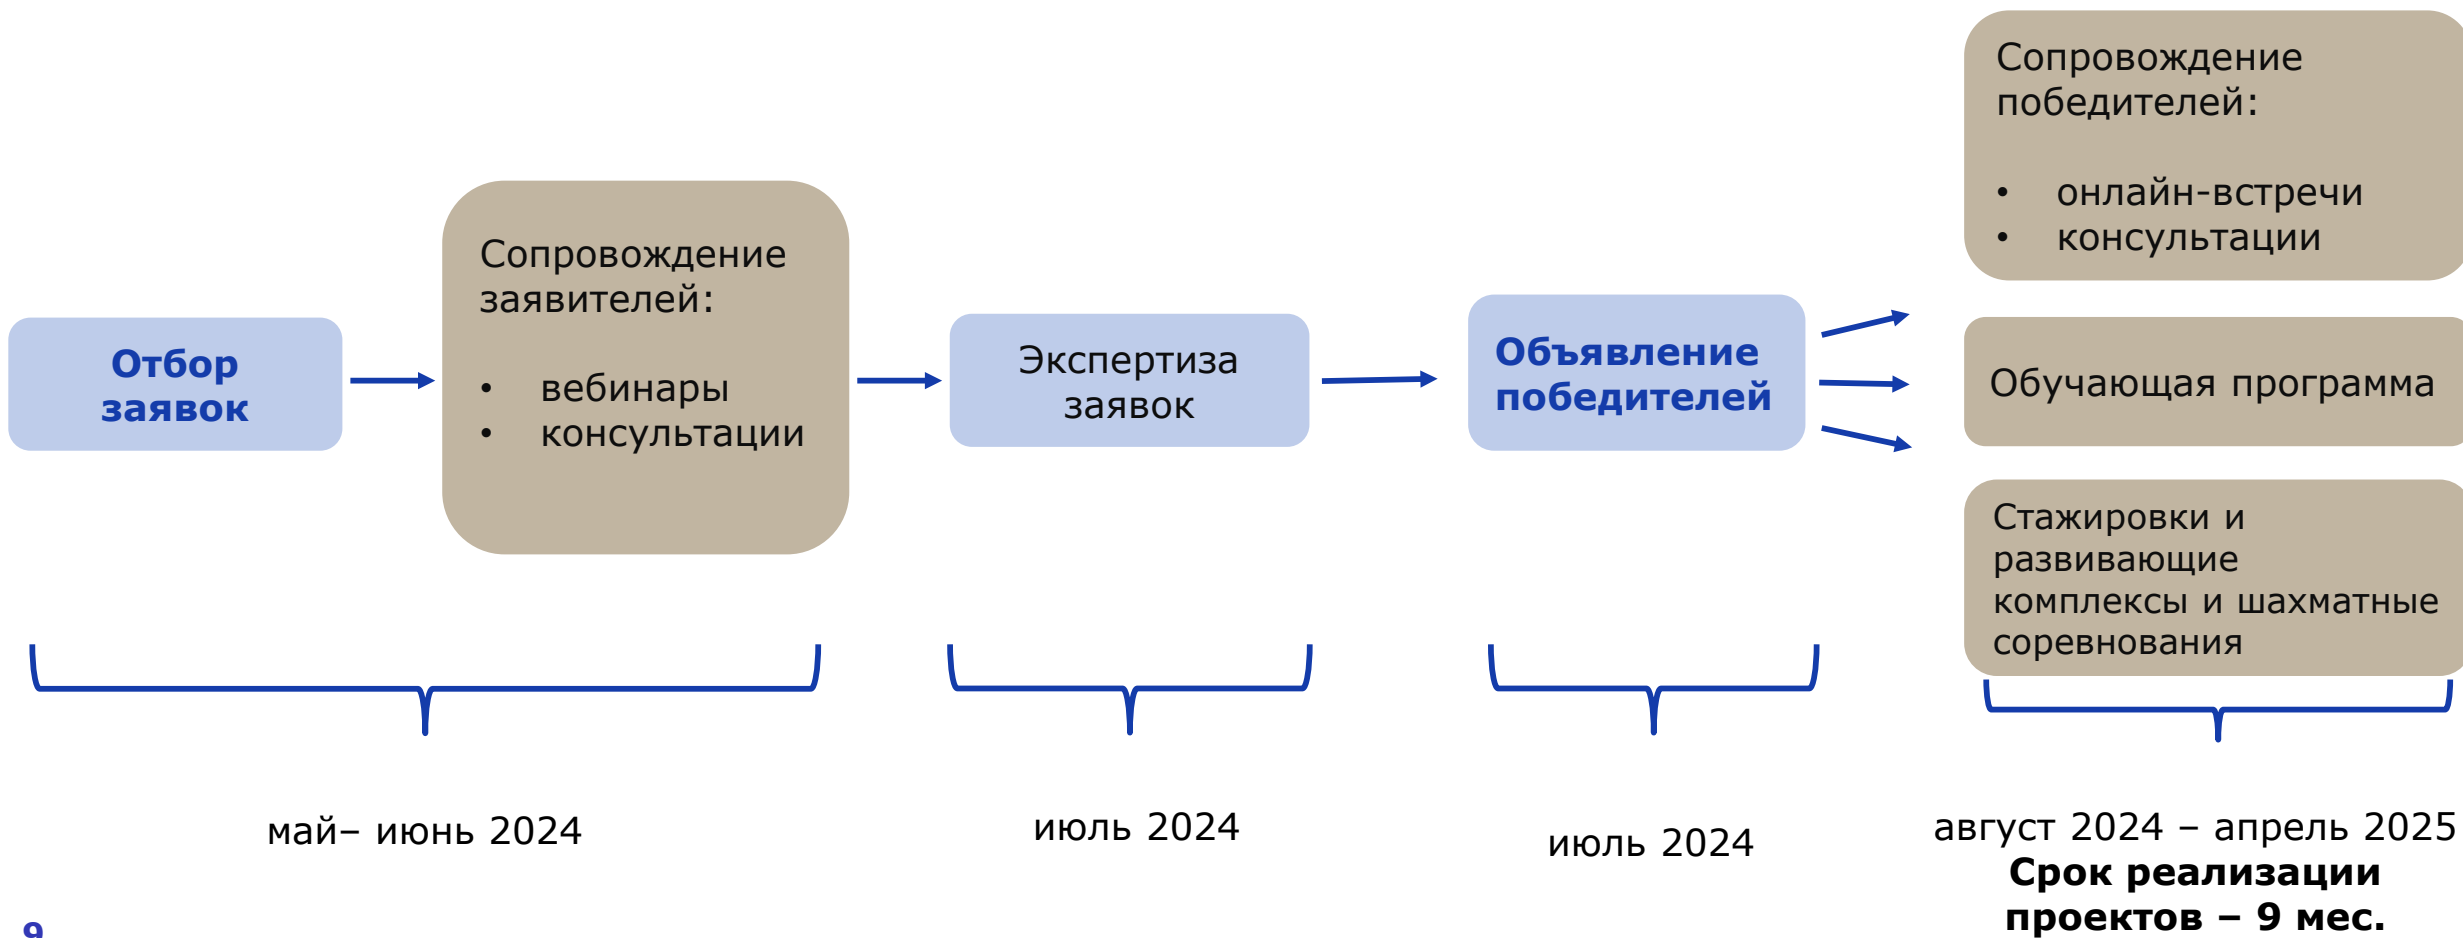 Отбор
заявок
Сопровождение
заявителей:
• вебинары
• консультации
Экспертиза
заявок
Объявление
победителей
Сопровождение
победителей:
• онлайн-встречи
• консультации
Обучающая программа
Стажировки и
развивающие
комплексы и шахматные
соревнования
май– июнь 2024
июль 2024
июль 2024
август 2024 – апрель 2025
Срок реализации
проектов – 9 мес.
9